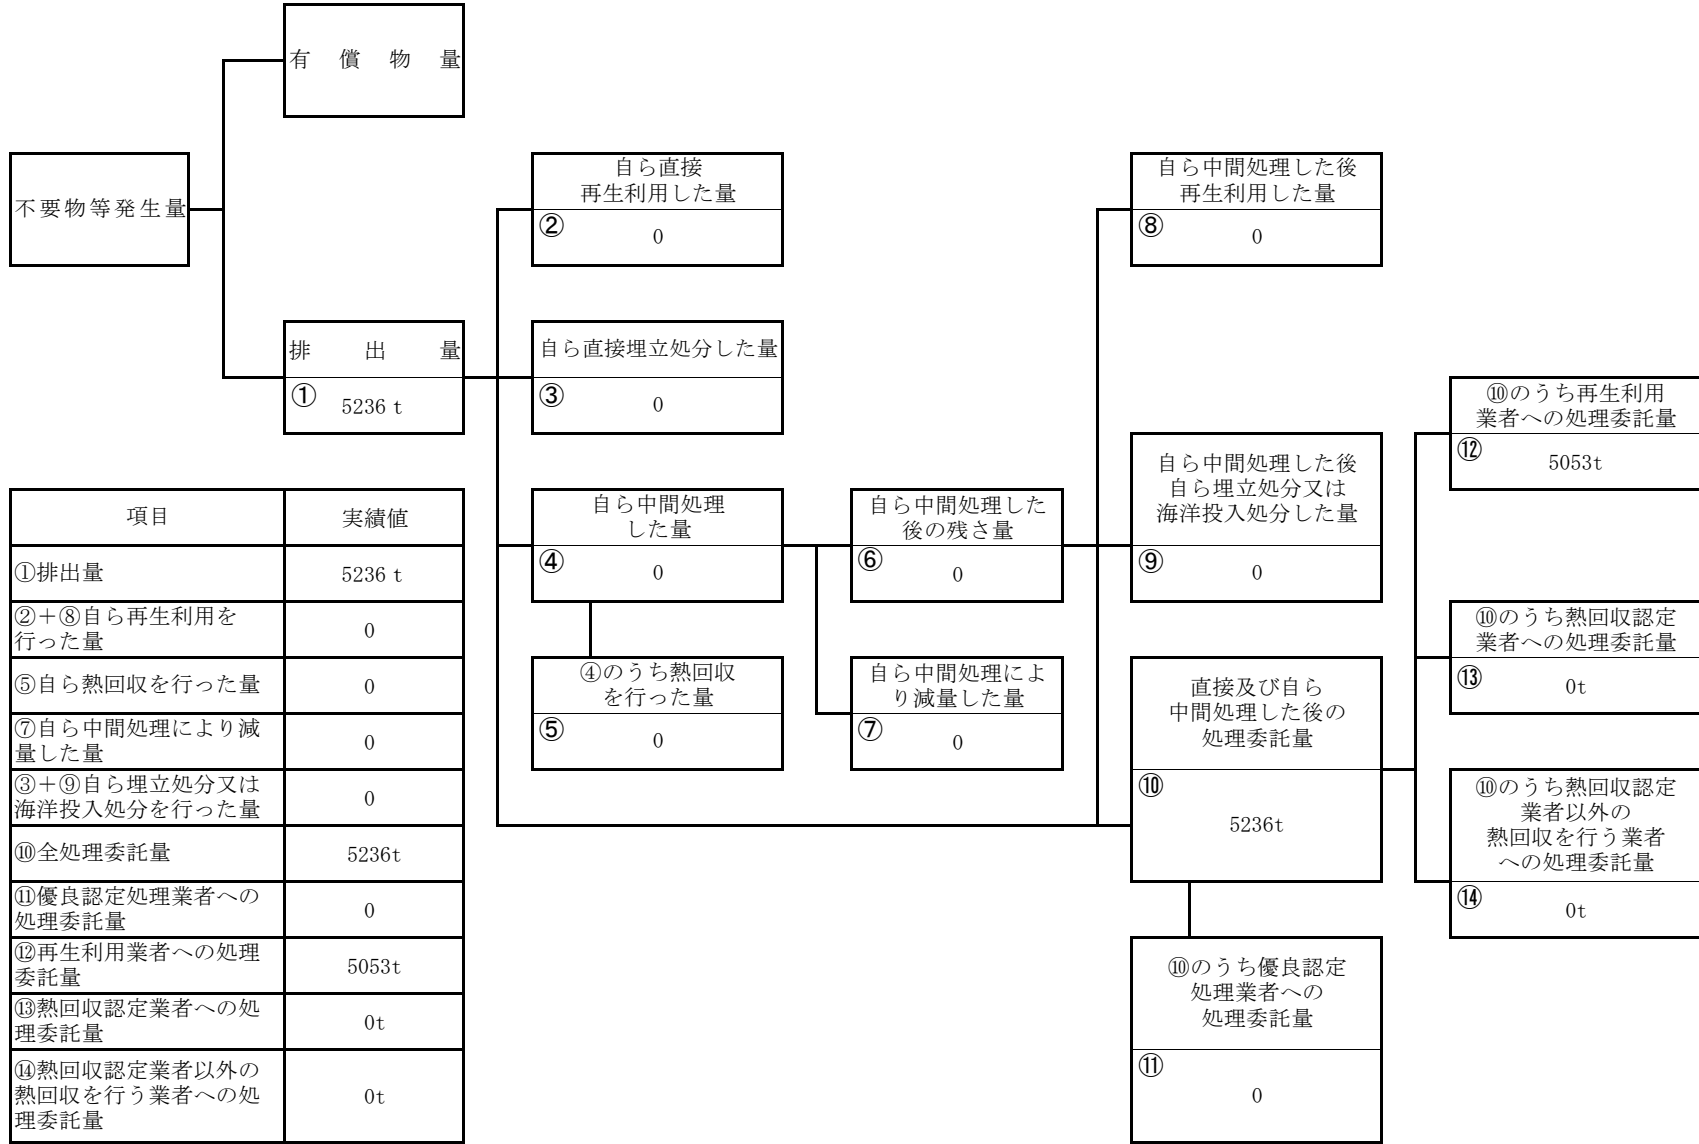 有償物量
不要物等発生量
自ら直接
再生利用した量
②
0
自ら中間処理した後
再生利用した量
⑧
0
排出量
①
5236 t
自ら直接埋立処分した量
③
0
⑩のうち再生利用
業者への処理委託量
⑫
5053t
自ら中間処理
した量
④
0
自ら中間処理した
後の残さ量
⑥
0
自ら中間処理した後
自ら埋立処分又は
海洋投入処分した量
⑨
0
⑩のうち熱回収認定
業者への処理委託量
⑬
0t
④のうち熱回収
を行った量
⑤
0
自ら中間処理によ
り減量した量
⑦
0
直接及び自ら
中間処理した後の
処理委託量
⑩
5236t
⑩のうち熱回収認定
業者以外の
熱回収を行う業者
への処理委託量
⑭
0t
⑩のうち優良認定
処理業者への
処理委託量
⑪
0
項目
実績値
①排出量
5236 t
②+⑧自ら再生利用を
行った量
0
⑤自ら熱回収を行った量
0
⑦自ら中間処理により減
量した量
0
③+⑨自ら埋立処分又は
海洋投入処分を行った量
0
⑩全処理委託量
5236t
⑪優良認定処理業者への
処理委託量
0
⑫再生利用業者への処理
委託量
5053t
⑬熱回収認定業者への処
理委託量
0t
⑭熱回収認定業者以外の
熱回収を行う業者への処
理委託量
0t